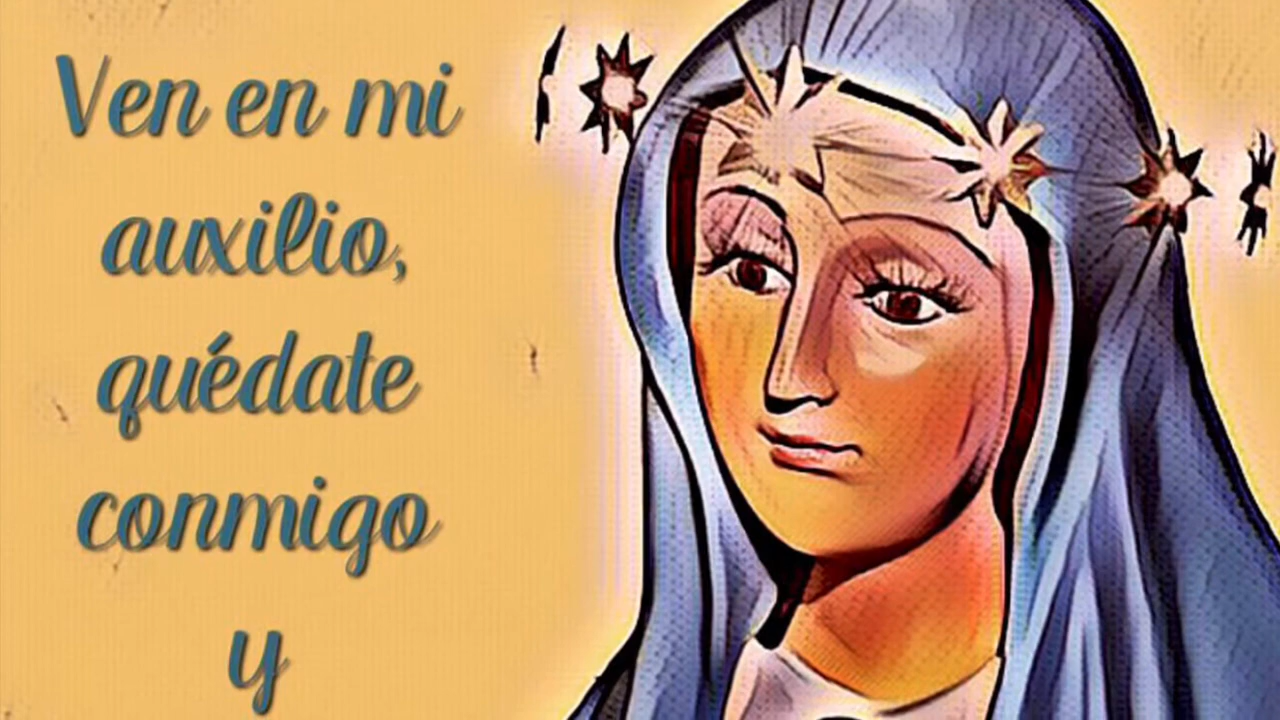 Ven en mi
auxilio,
quédate
conmigo
y